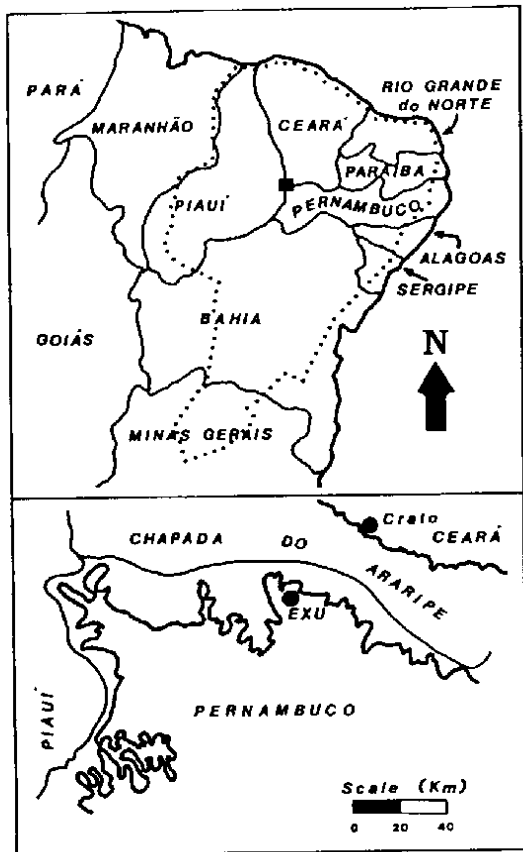 PARÁ
MARANHÃO
CEARÁ
RIO GRANDE
do NORTE
PARAÍBA
PIAUÍ
PERNAMBUCO
ALAGOAS
SERGIPE
BAHIA
GOIÁS
N
MINAS GERAIS
Crato
CHAPADA DO ARARIPE
CEARÁ
EXU
PIAUÍ
PERNAMBUCO
Scale (Km)
0 20 40